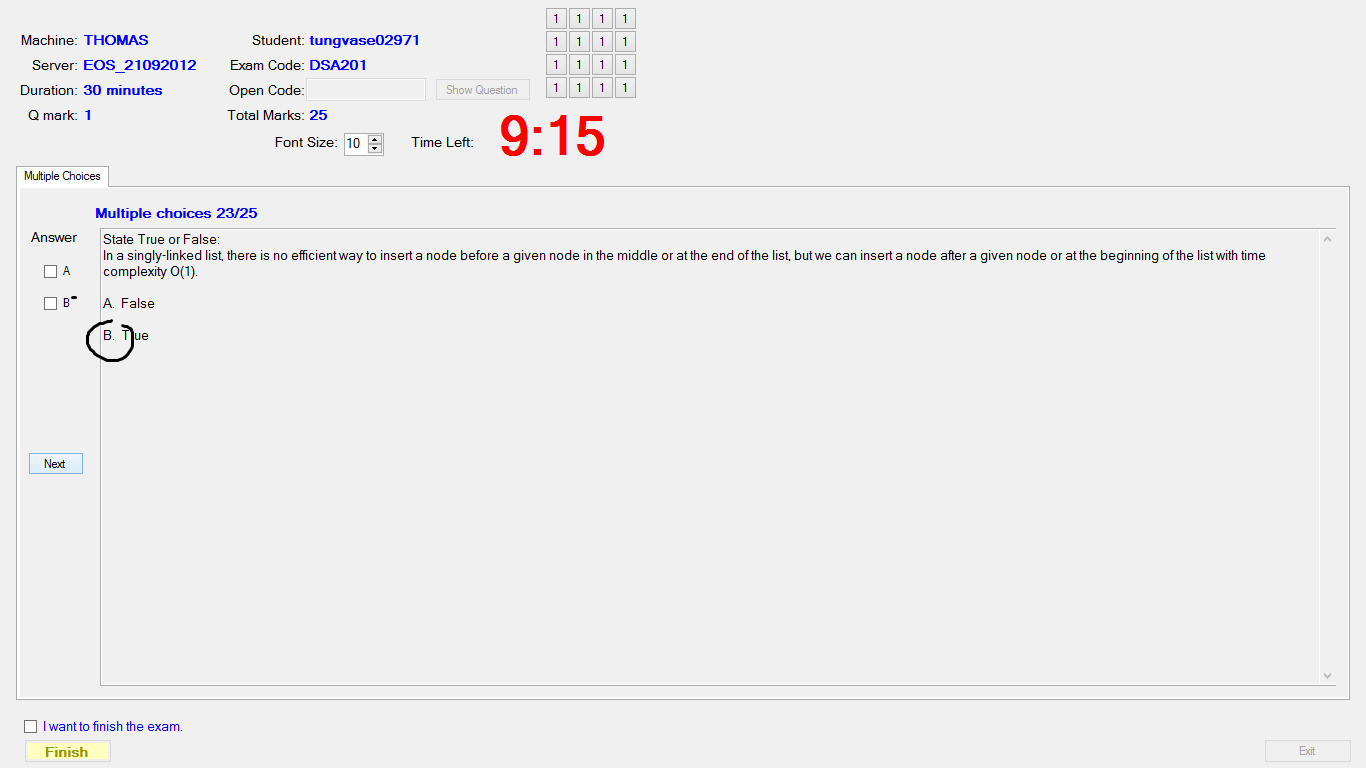 Machine: THOMAS Student: tungvase02971
Server: EOS_21092012 Exam Code: DSA201
Duration: 30 minutes Open Code: Show Question
Q mark: 1 Total Marks: 25
Font Size: 10 Time Left: 9:15
1 1 1 1
1 1 1 1
1 1 1 1
1 1 1 1
Multiple Choices
Multiple choices 23/25
Answer
A
B
State True or False:
In a singly-linked list, there is no efficient way to insert a node before a given node in the middle or at the end of the list, but we can insert a node after a given node or at the beginning of the list with time
complexity O(1).
A. False
B. True
Next
I want to finish the exam.
Finish
Exit